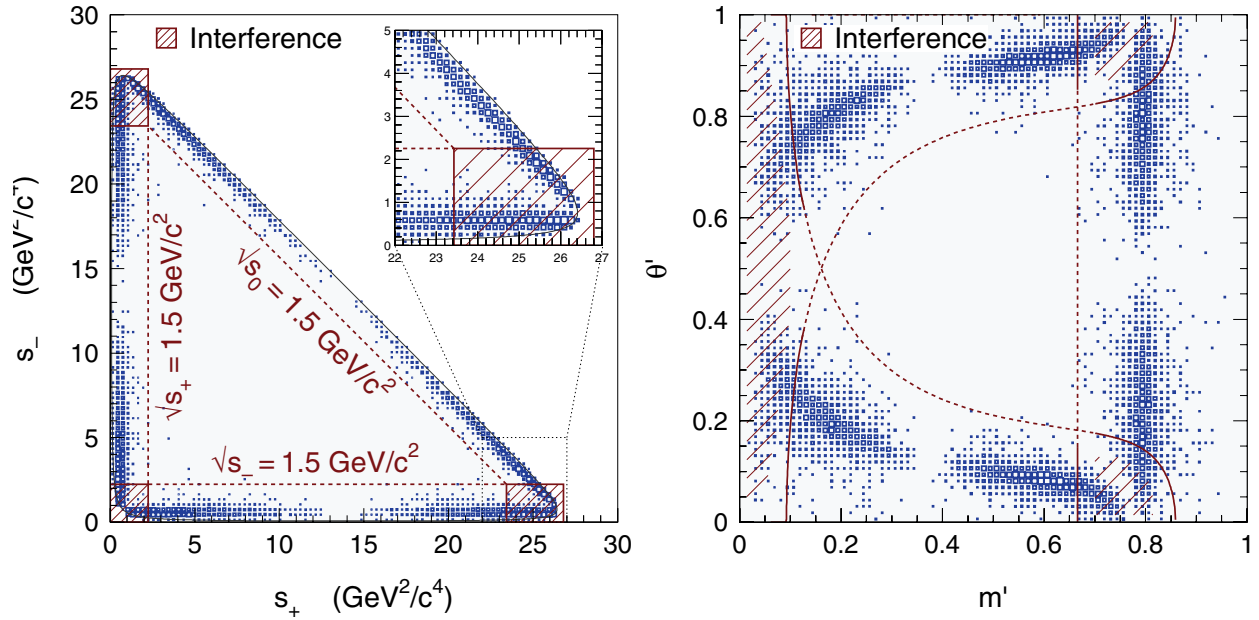 30
25
20
15
10
5
0
0 5 10 15 20 25 30
s_− (GeV²/c⁴)
s₊ (GeV²/c⁴)
Interference
√s₊ = 1.5 GeV/c²
√s₀ = 1.5 GeV/c²
√s_− = 1.5 GeV/c²
5
4
3
2
1
0
22 23 24 25 26 27
Interference
1
0.8
0.6
0.4
0.2
0
0 0.2 0.4 0.6 0.8 1
θ'
m'